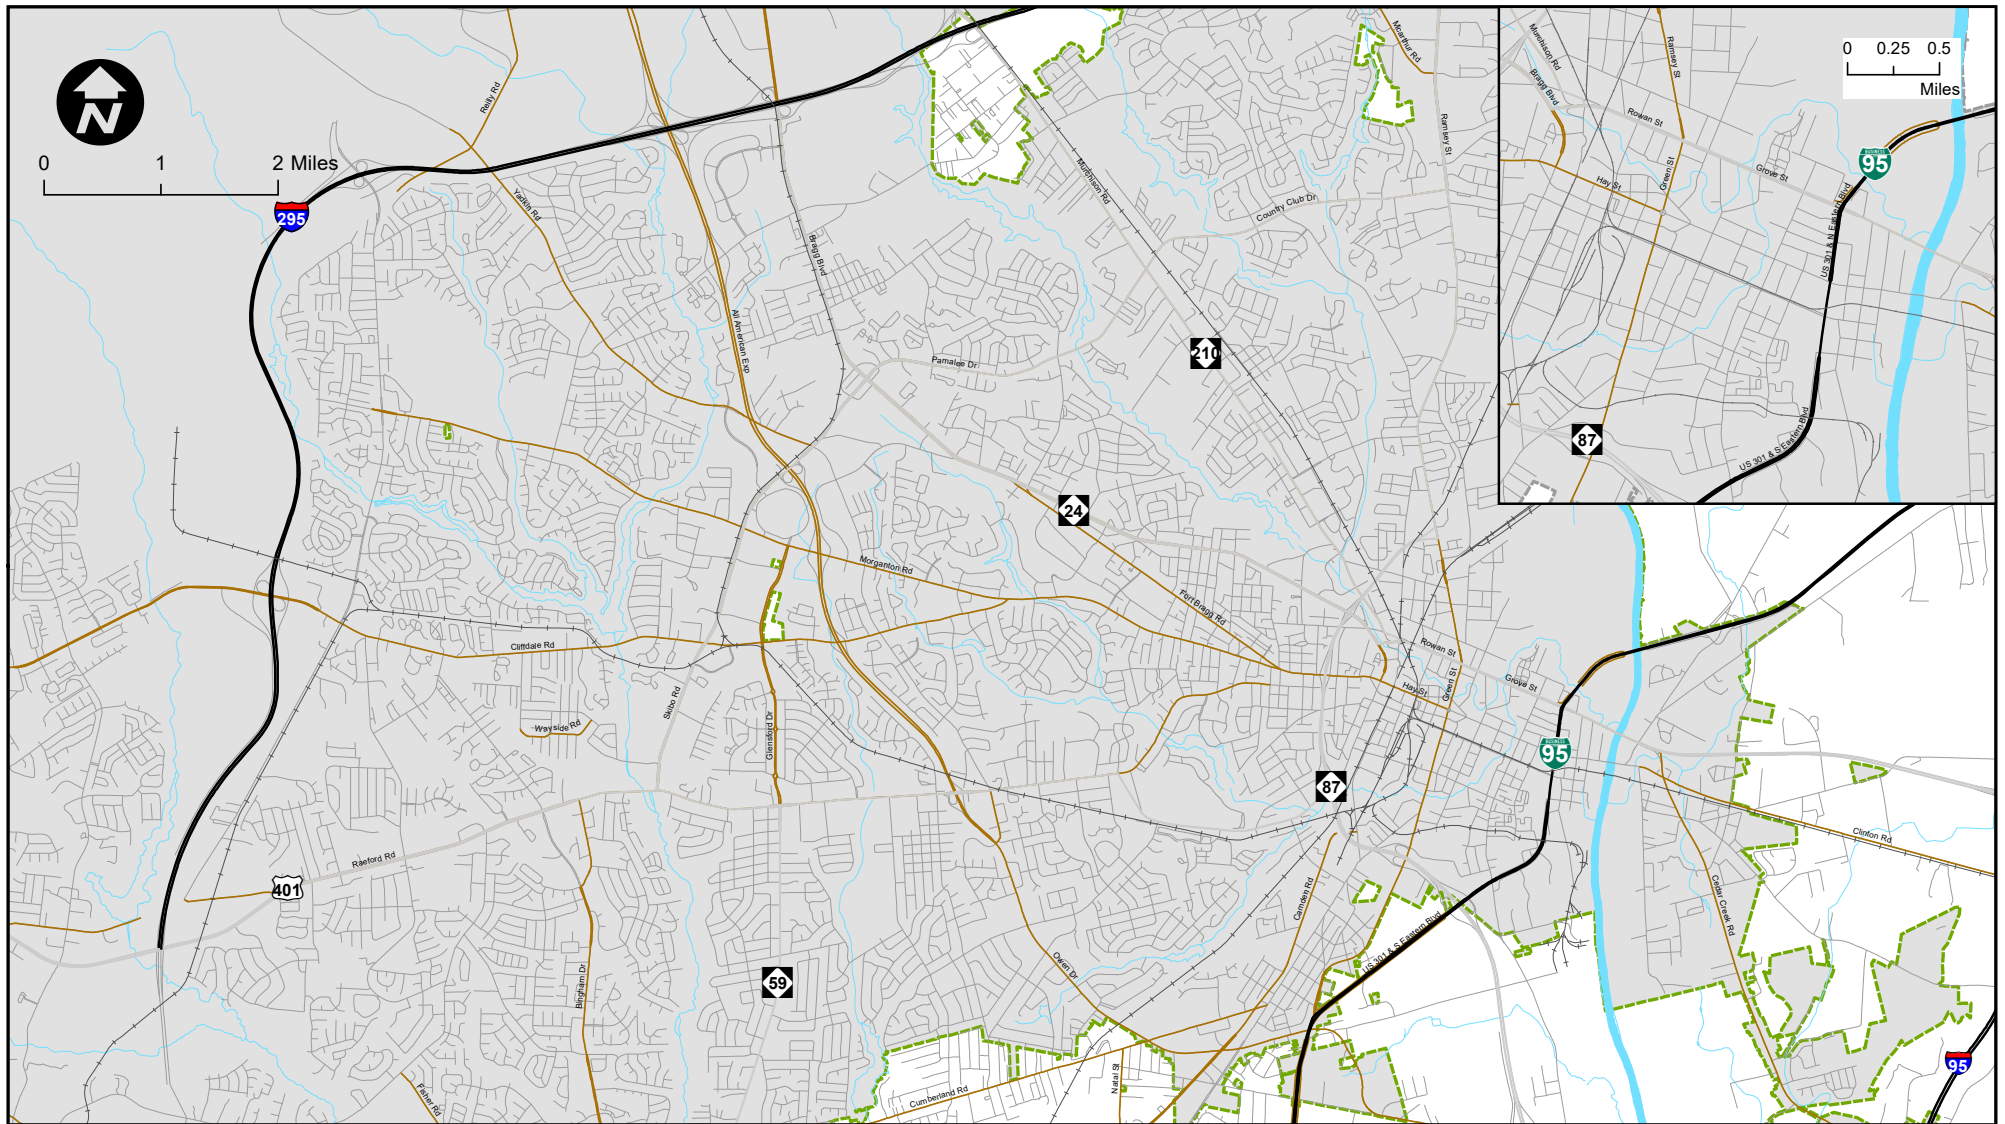 N
0 1 2 Miles
295
Reilly Rd
Yadkin Rd
Bragg Blvd
All American Exp
Murchison Rd
Mcarthur Rd
Ramsey St
Country Club Dr
210
Pamalee Dr
24
Morganton Rd
Fort Bragg Rd
Cliffdale Rd
Skibo Rd
Wayside Rd
Glensford Dr
Rowan St
Hay St
Green St
Grove St
BUSINESS
95
87
Raeford Rd
401
Clinton Rd
Cedar Creek Rd
Camden Rd
US 301 & S Eastern Blvd
Owen Dr
Bingham Dr
59
Fisher Rd
Cumberland Rd
Natal St
95
0 0.25 0.5
Miles
Murchison Rd
Bragg Blvd
Ramsey St
Rowan St
Hay St
Green St
Grove St
BUSINESS
95
US 301 & N Eastern Blvd
87
US 301 & S Eastern Blvd